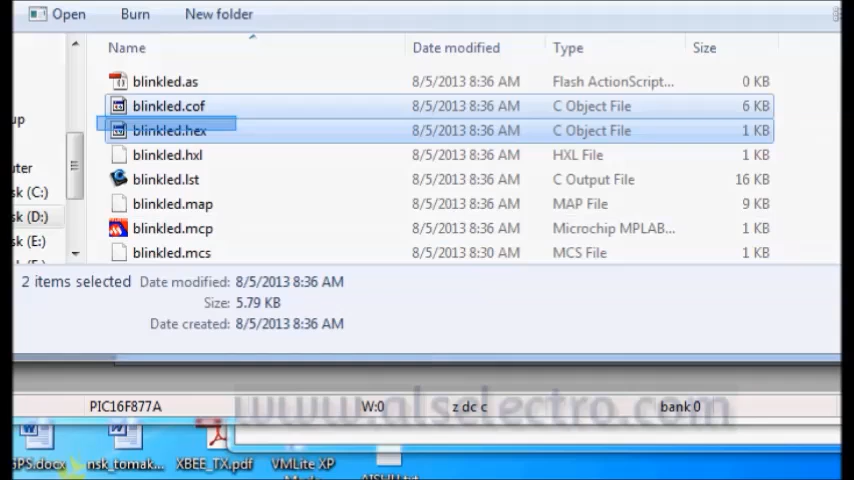 Open Burn New folder
Name Date modified Type Size
blinkled.as 8/5/2013 8:36 AM Flash ActionScript... 0 KB
blinkled.cof 8/5/2013 8:36 AM C Object File 6 KB
blinkled.hex 8/5/2013 8:36 AM C Object File 1 KB
blinkled.hxl 8/5/2013 8:36 AM HXL File 1 KB
blinkled.lst 8/5/2013 8:36 AM C Output File 16 KB
sk (C:)
blinkled.map 8/5/2013 8:36 AM MAP File 9 KB
sk (D:)
blinkled.mcp 8/5/2013 8:36 AM Microchip MPLAB... 1 KB
sk (E:)
blinkled.mcs 8/5/2013 8:30 AM MCS File 1 KB
2 items selected Date modified: 8/5/2013 8:36 AM
Size: 5.79 KB
Date created: 8/5/2013 8:36 AM
PIC16F877A W:0 z dc c bank 0
www.alselectro.com
GPS.docx nsk_tomak... XBEE_TX.pdf VMLite XP